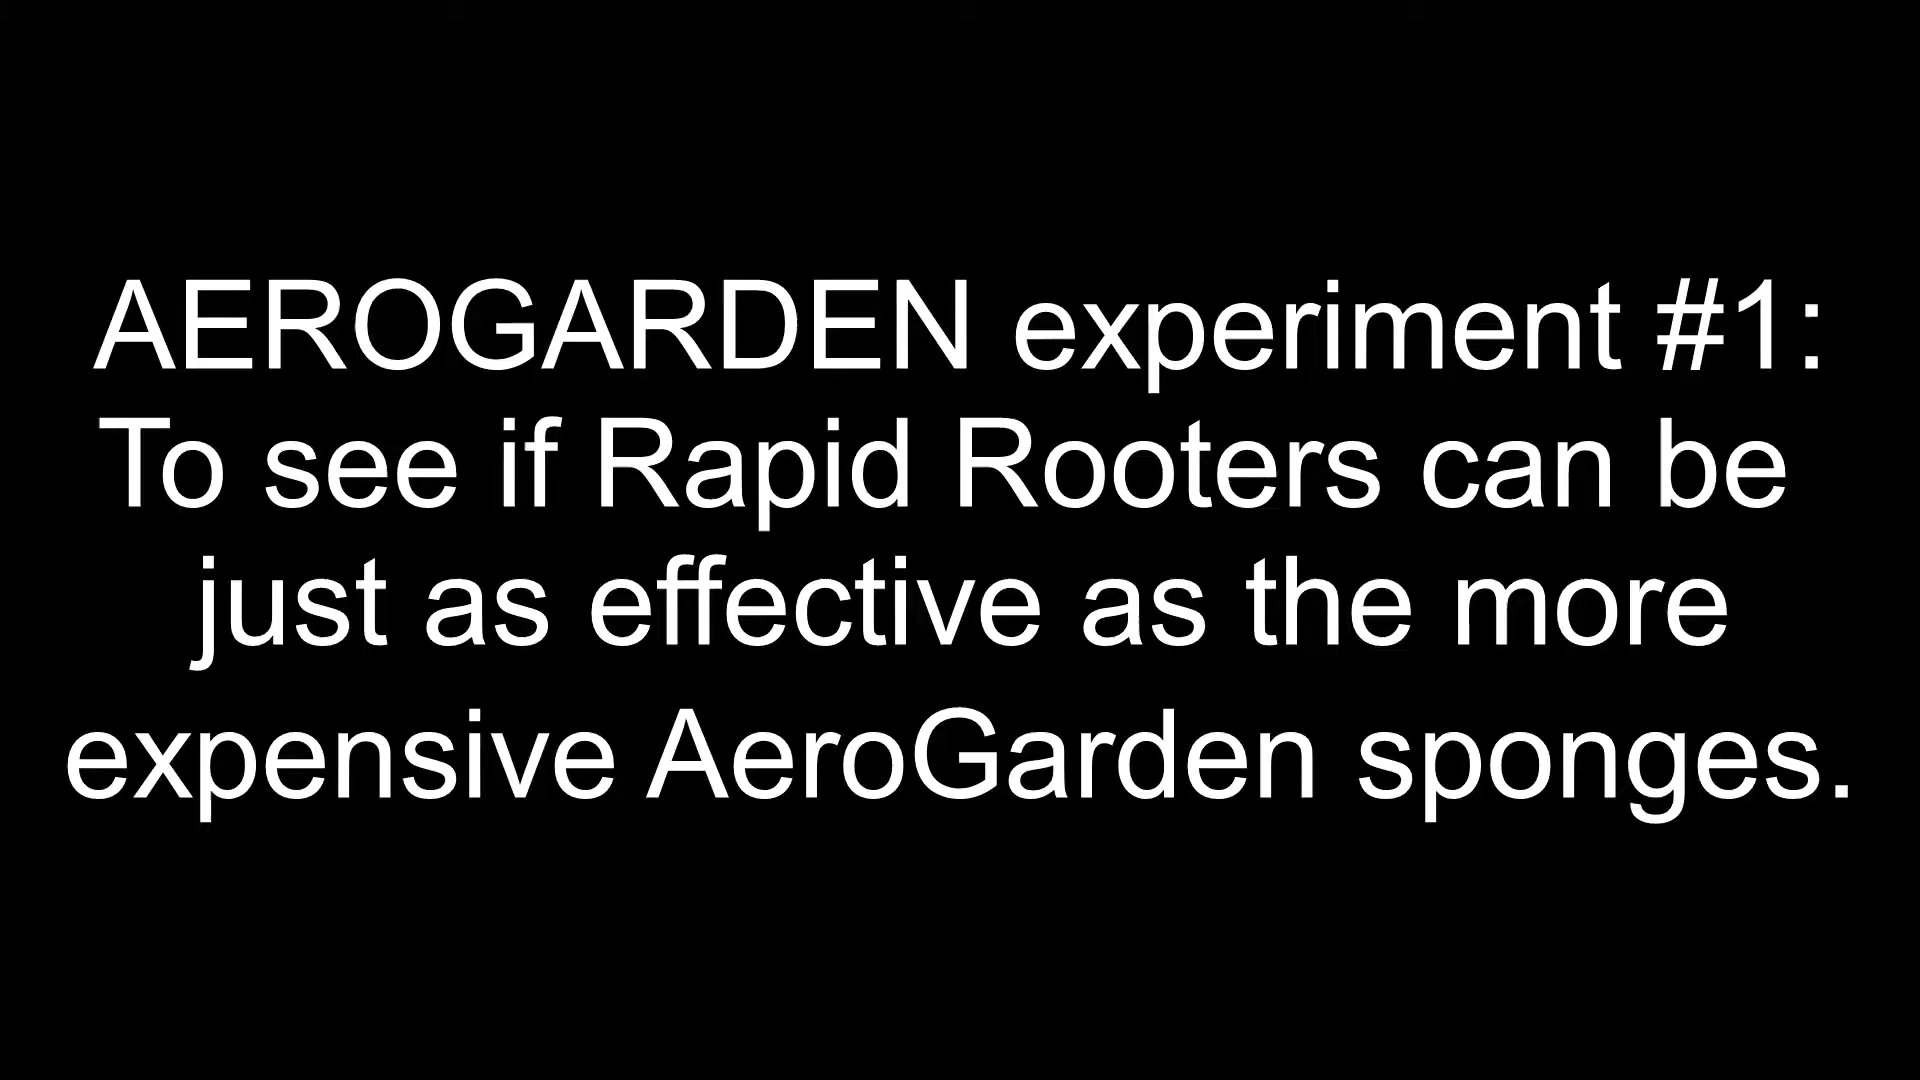 AEROGARDEN experiment #1:
To see if Rapid Rooters can be
just as effective as the more
expensive AeroGarden sponges.